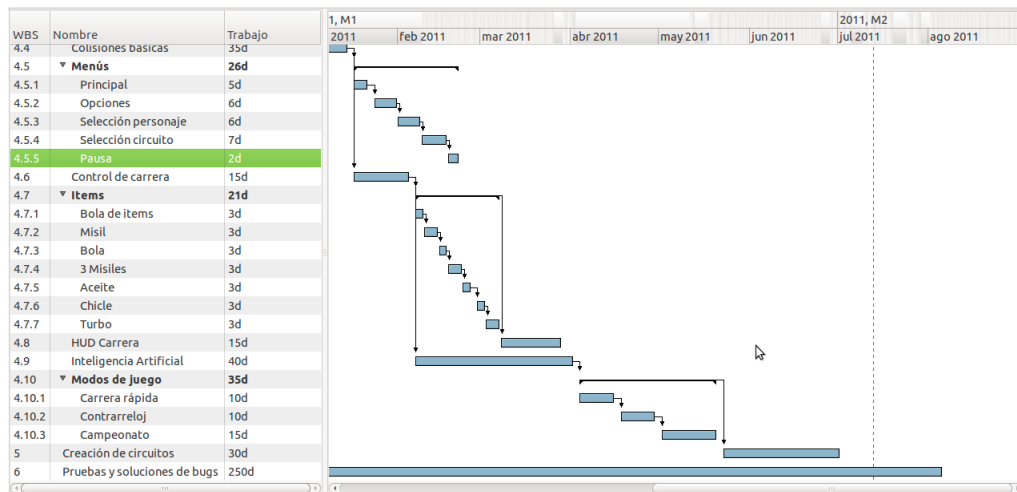 1, M1 2011, M2
WBS Nombre Trabajo 2011 feb 2011 mar 2011 abr 2011 may 2011 jun 2011 jul 2011 ago 2011
4.4 Colisiones básicas 35d
4.5 Menús 26d
4.5.1 Principal 5d
4.5.2 Opciones 6d
4.5.3 Selección personaje 6d
4.5.4 Selección circuito 7d
4.5.5 Pausa 2d
4.6 Control de carrera 15d
4.7 Items 21d
4.7.1 Bola de items 3d
4.7.2 Misil 3d
4.7.3 Bola 3d
4.7.4 3 Misiles 3d
4.7.5 Aceite 3d
4.7.6 Chicle 3d
4.7.7 Turbo 3d
4.8 HUD Carrera 15d
4.9 Inteligencia Artificial 40d
4.10 Modos de juego 35d
4.10.1 Carrera rápida 10d
4.10.2 Contrarreloj 10d
4.10.3 Campeonato 15d
5 Creación de circuitos 30d
6 Pruebas y soluciones de bugs 250d